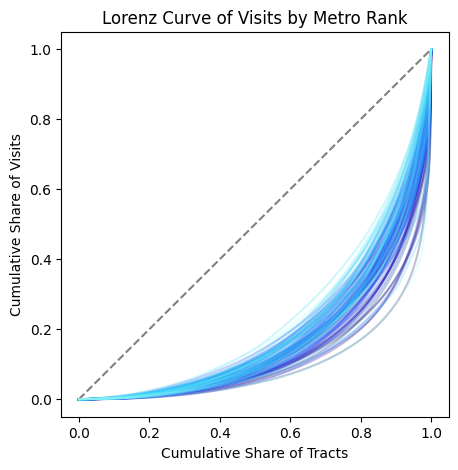 Lorenz Curve of Visits by Metro Rank
1.0
0.8
0.6
0.4
0.2
0.0
Cumulative Share of Visits
0.0 0.2 0.4 0.6 0.8 1.0
Cumulative Share of Tracts